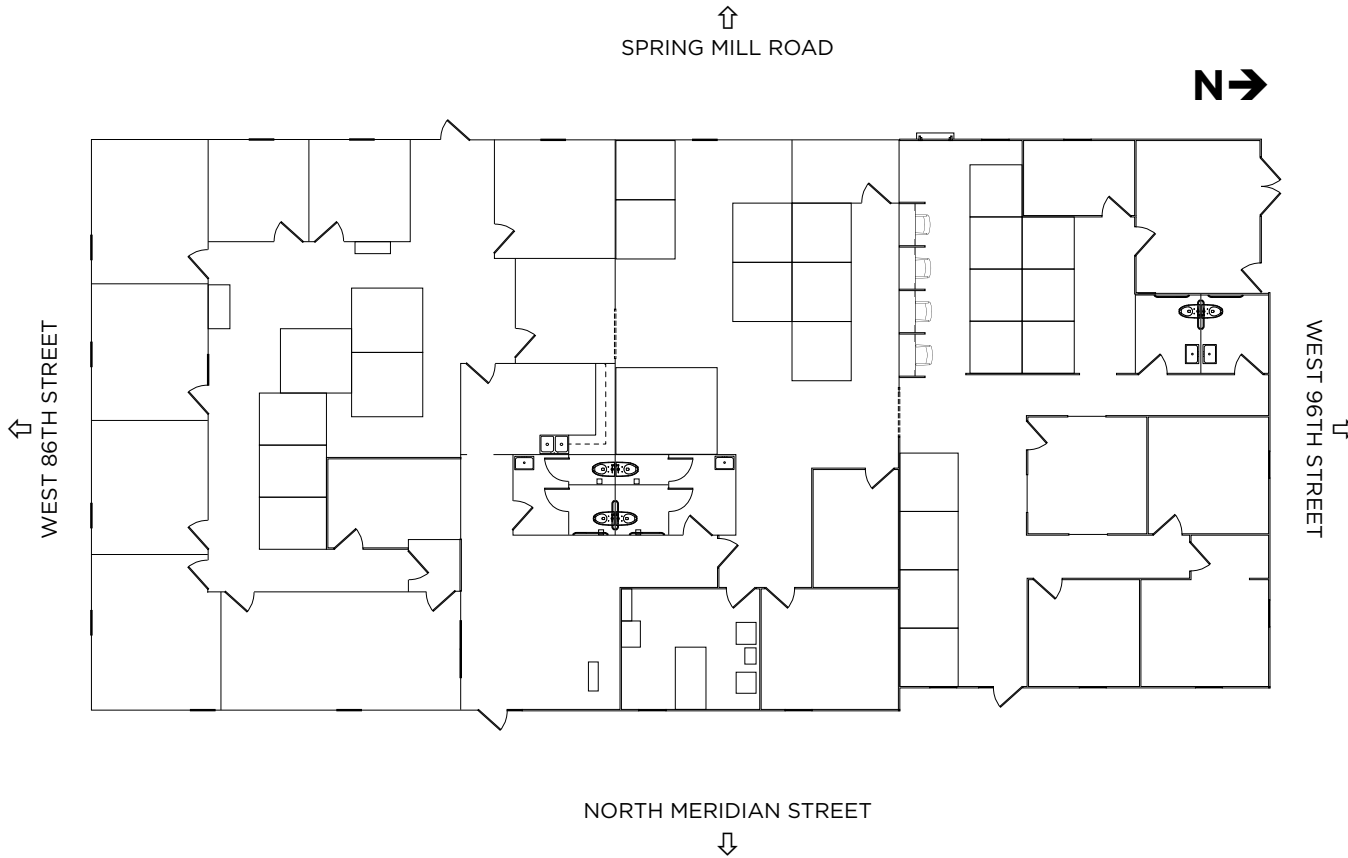 SPRING MILL ROAD
N
WEST 86TH STREET
WEST 96TH STREET
NORTH MERIDIAN STREET